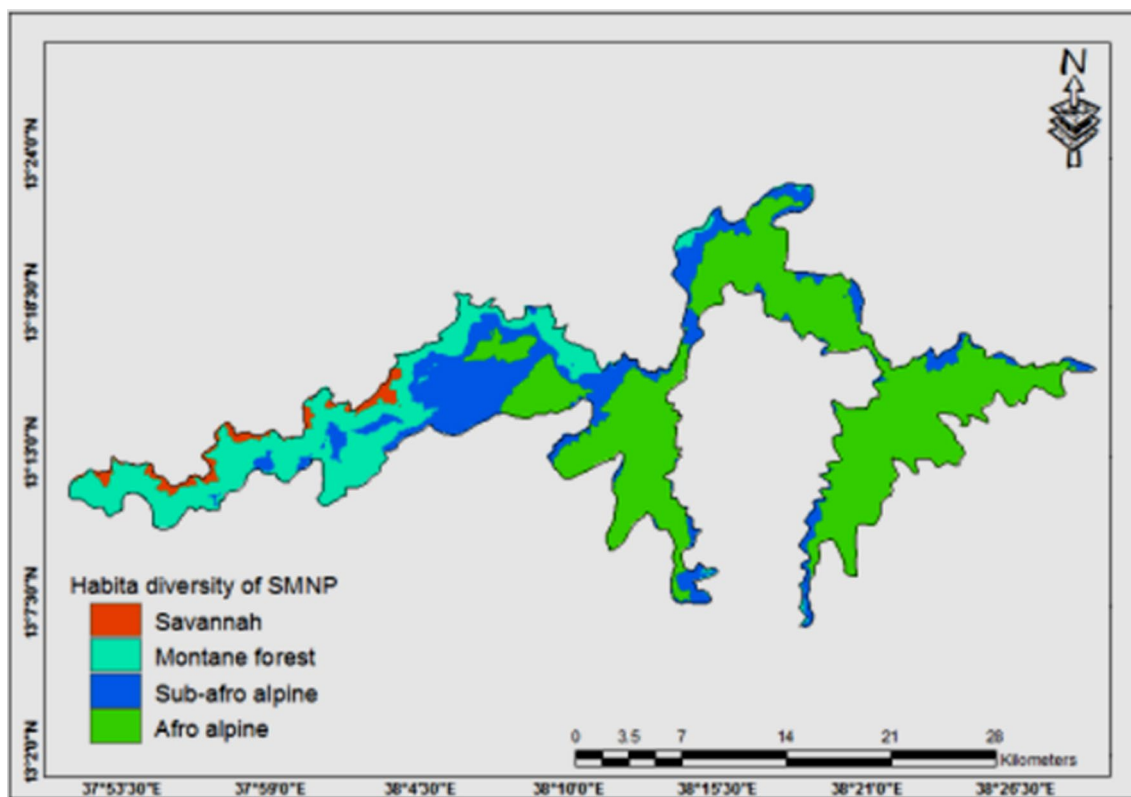 N
13°24'0"N
13°18'30"N
13°13'0"N
13°7'30"N
13°2'0"N
Habita diversity of SMNP
Savannah
Montane forest
Sub-afro alpine
Afro alpine
0 3.5 7 14 21 28
Kilometers
37°53'30"E 37°59'0"E 38°4'30"E 38°10'0"E 38°15'30"E 38°21'0"E 38°26'30"E